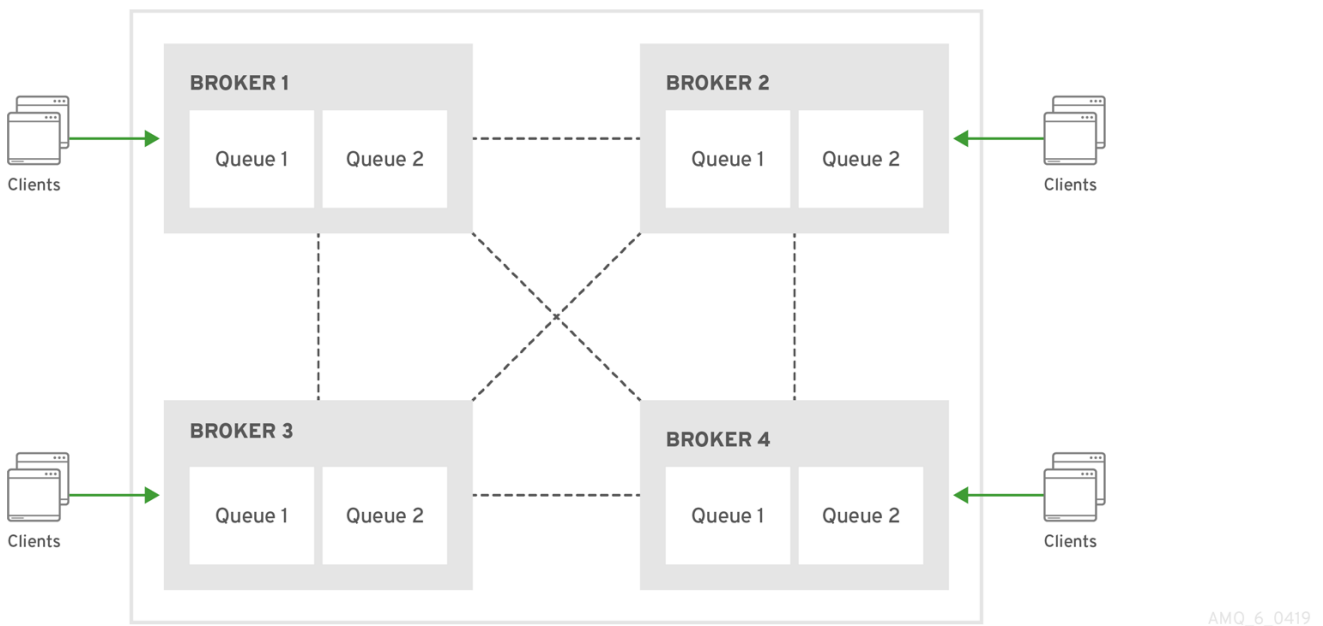 BROKER 1
BROKER 2
Queue 1
Queue 2
Queue 1
Queue 2
Clients
Clients
BROKER 3
BROKER 4
Queue 1
Queue 2
Queue 1
Queue 2
Clients
Clients
AMQ_6_0419